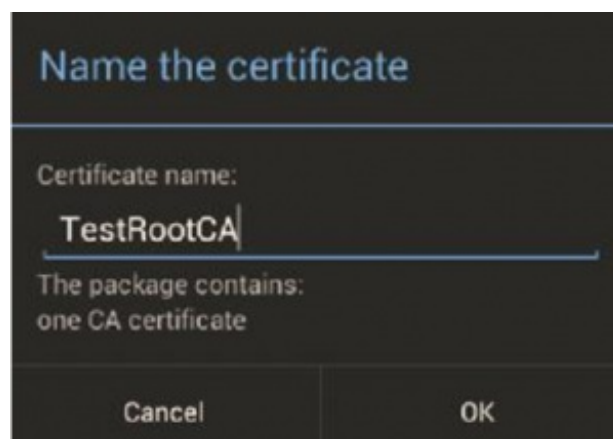 Name the certificate
Certificate name:
TestRootCA
The package contains:
one CA certificate
Cancel OK